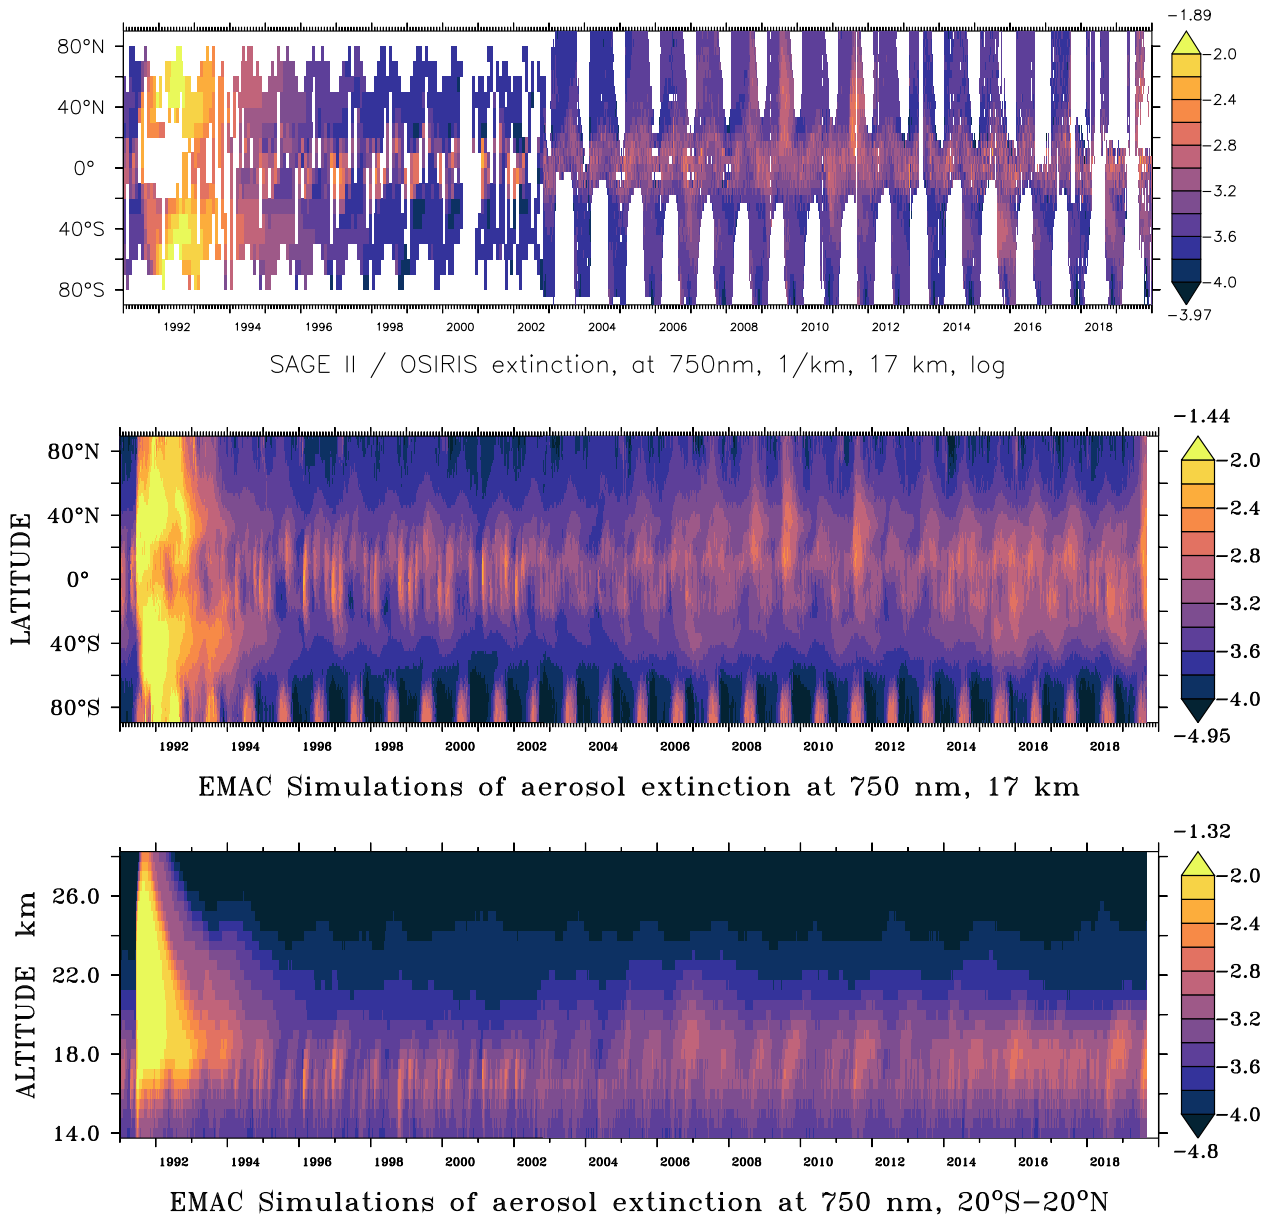 −1.89
80°N
40°N
0°
40°S
80°S
−2.0
−2.4
−2.8
−3.2
−3.6
−4.0
−3.97
1992 1994 1996 1998 2000 2002 2004 2006 2008 2010 2012 2014 2016 2018
SAGE II / OSIRIS extinction, at 750nm, 1/km, 17 km, log
−1.44
LATITUDE
80°N
40°N
0°
40°S
80°S
−2.0
−2.4
−2.8
−3.2
−3.6
−4.0
−4.95
1992 1994 1996 1998 2000 2002 2004 2006 2008 2010 2012 2014 2016 2018
EMAC Simulations of aerosol extinction at 750 nm, 17 km
−1.32
ALTITUDE km
26.0
22.0
18.0
14.0
−2.0
−2.4
−2.8
−3.2
−3.6
−4.0
−4.8
1992 1994 1996 1998 2000 2002 2004 2006 2008 2010 2012 2014 2016 2018
EMAC Simulations of aerosol extinction at 750 nm, 20°S−20°N